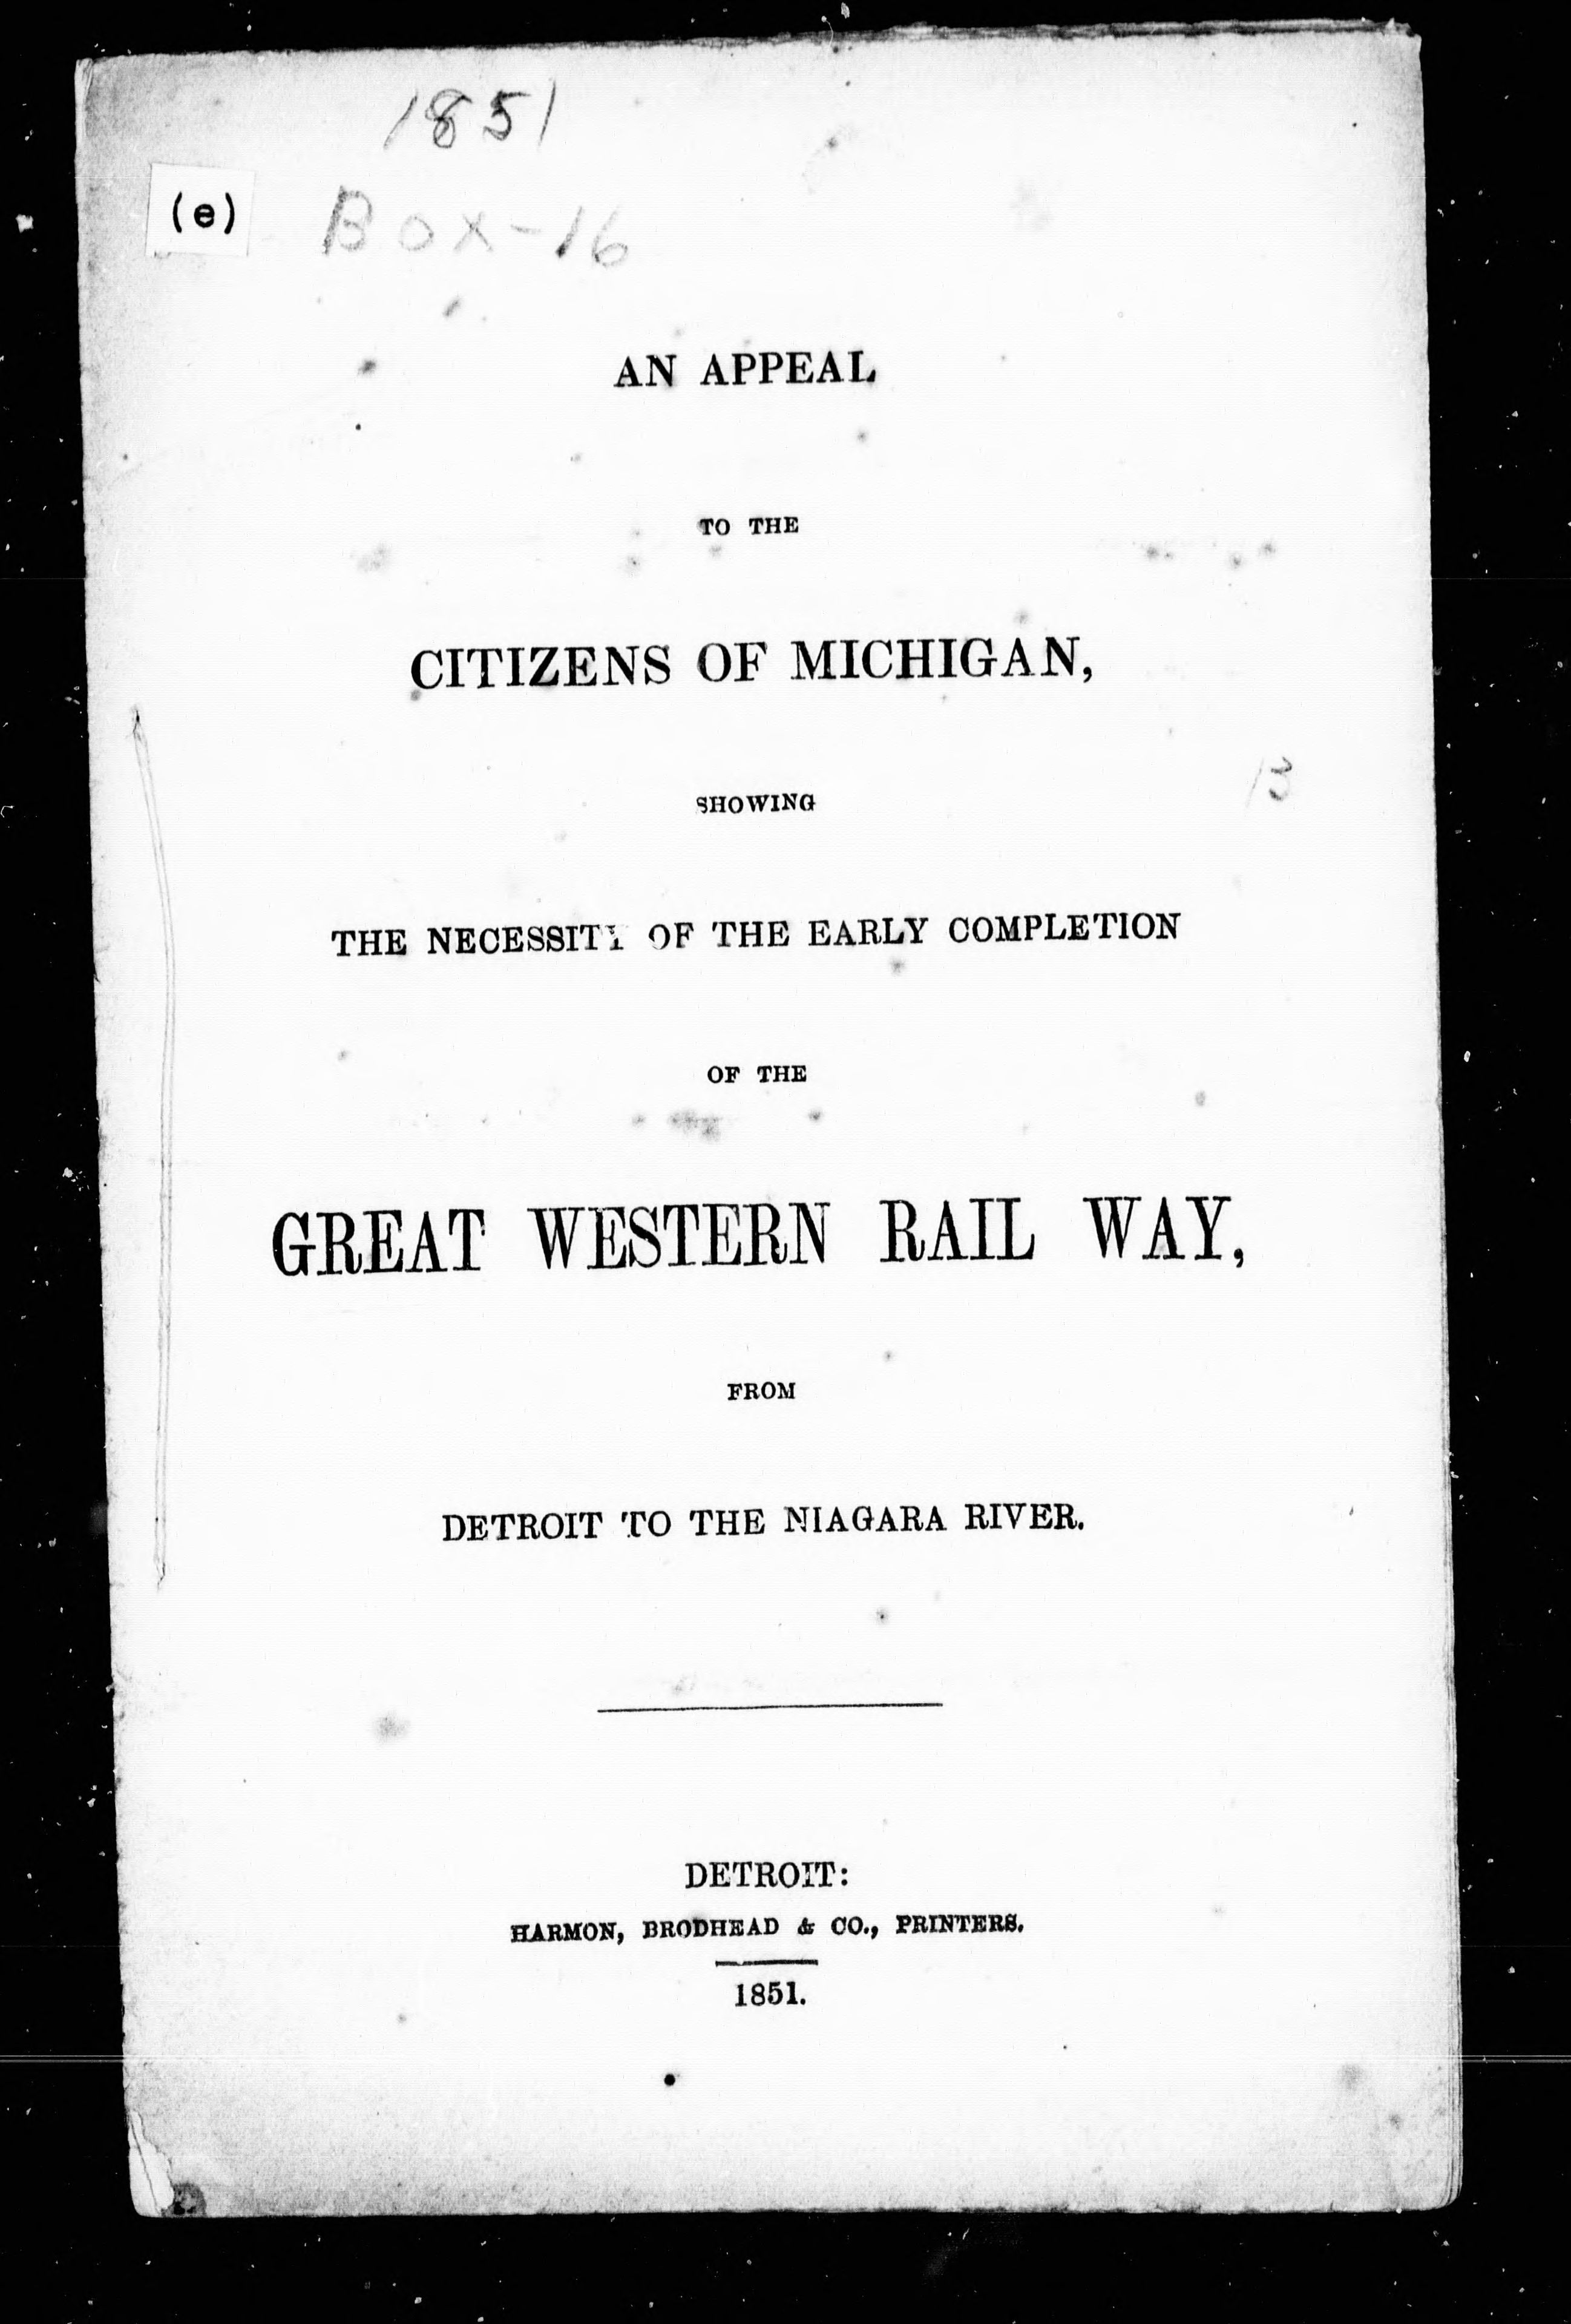 1851
(e)
BOX-16
AN APPEAL
TO THE
CITIZENS OF MICHIGAN,
SHOWING
13
THE NECESSITY OF THE EARLY COMPLETION
OF THE
GREAT WESTERN RAIL WAY,
FROM
DETROIT TO THE NIAGARA RIVER.
DETROIT:
HARMON, BRODHEAD & CO., PRINTERS.
1851.